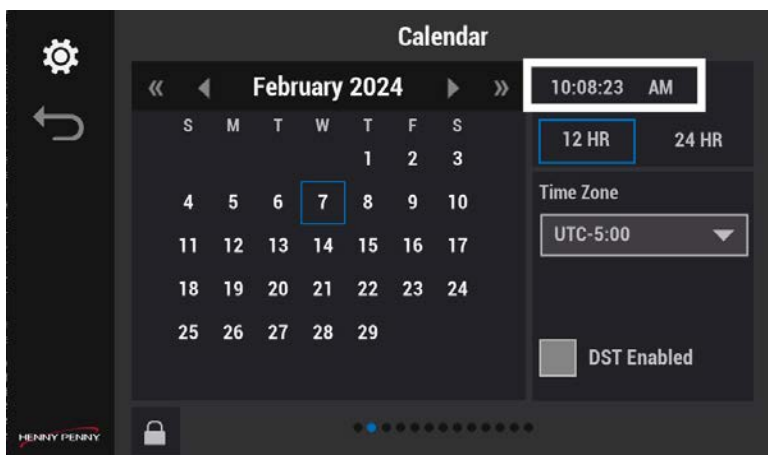 Calendar
February 2024
10:08:23 AM
S M T W T F S
1 2 3
4 5 6 7 8 9 10
11 12 13 14 15 16 17
18 19 20 21 22 23 24
25 26 27 28 29
12 HR 24 HR
Time Zone
UTC-5:00
DST Enabled
HENNY PENNY